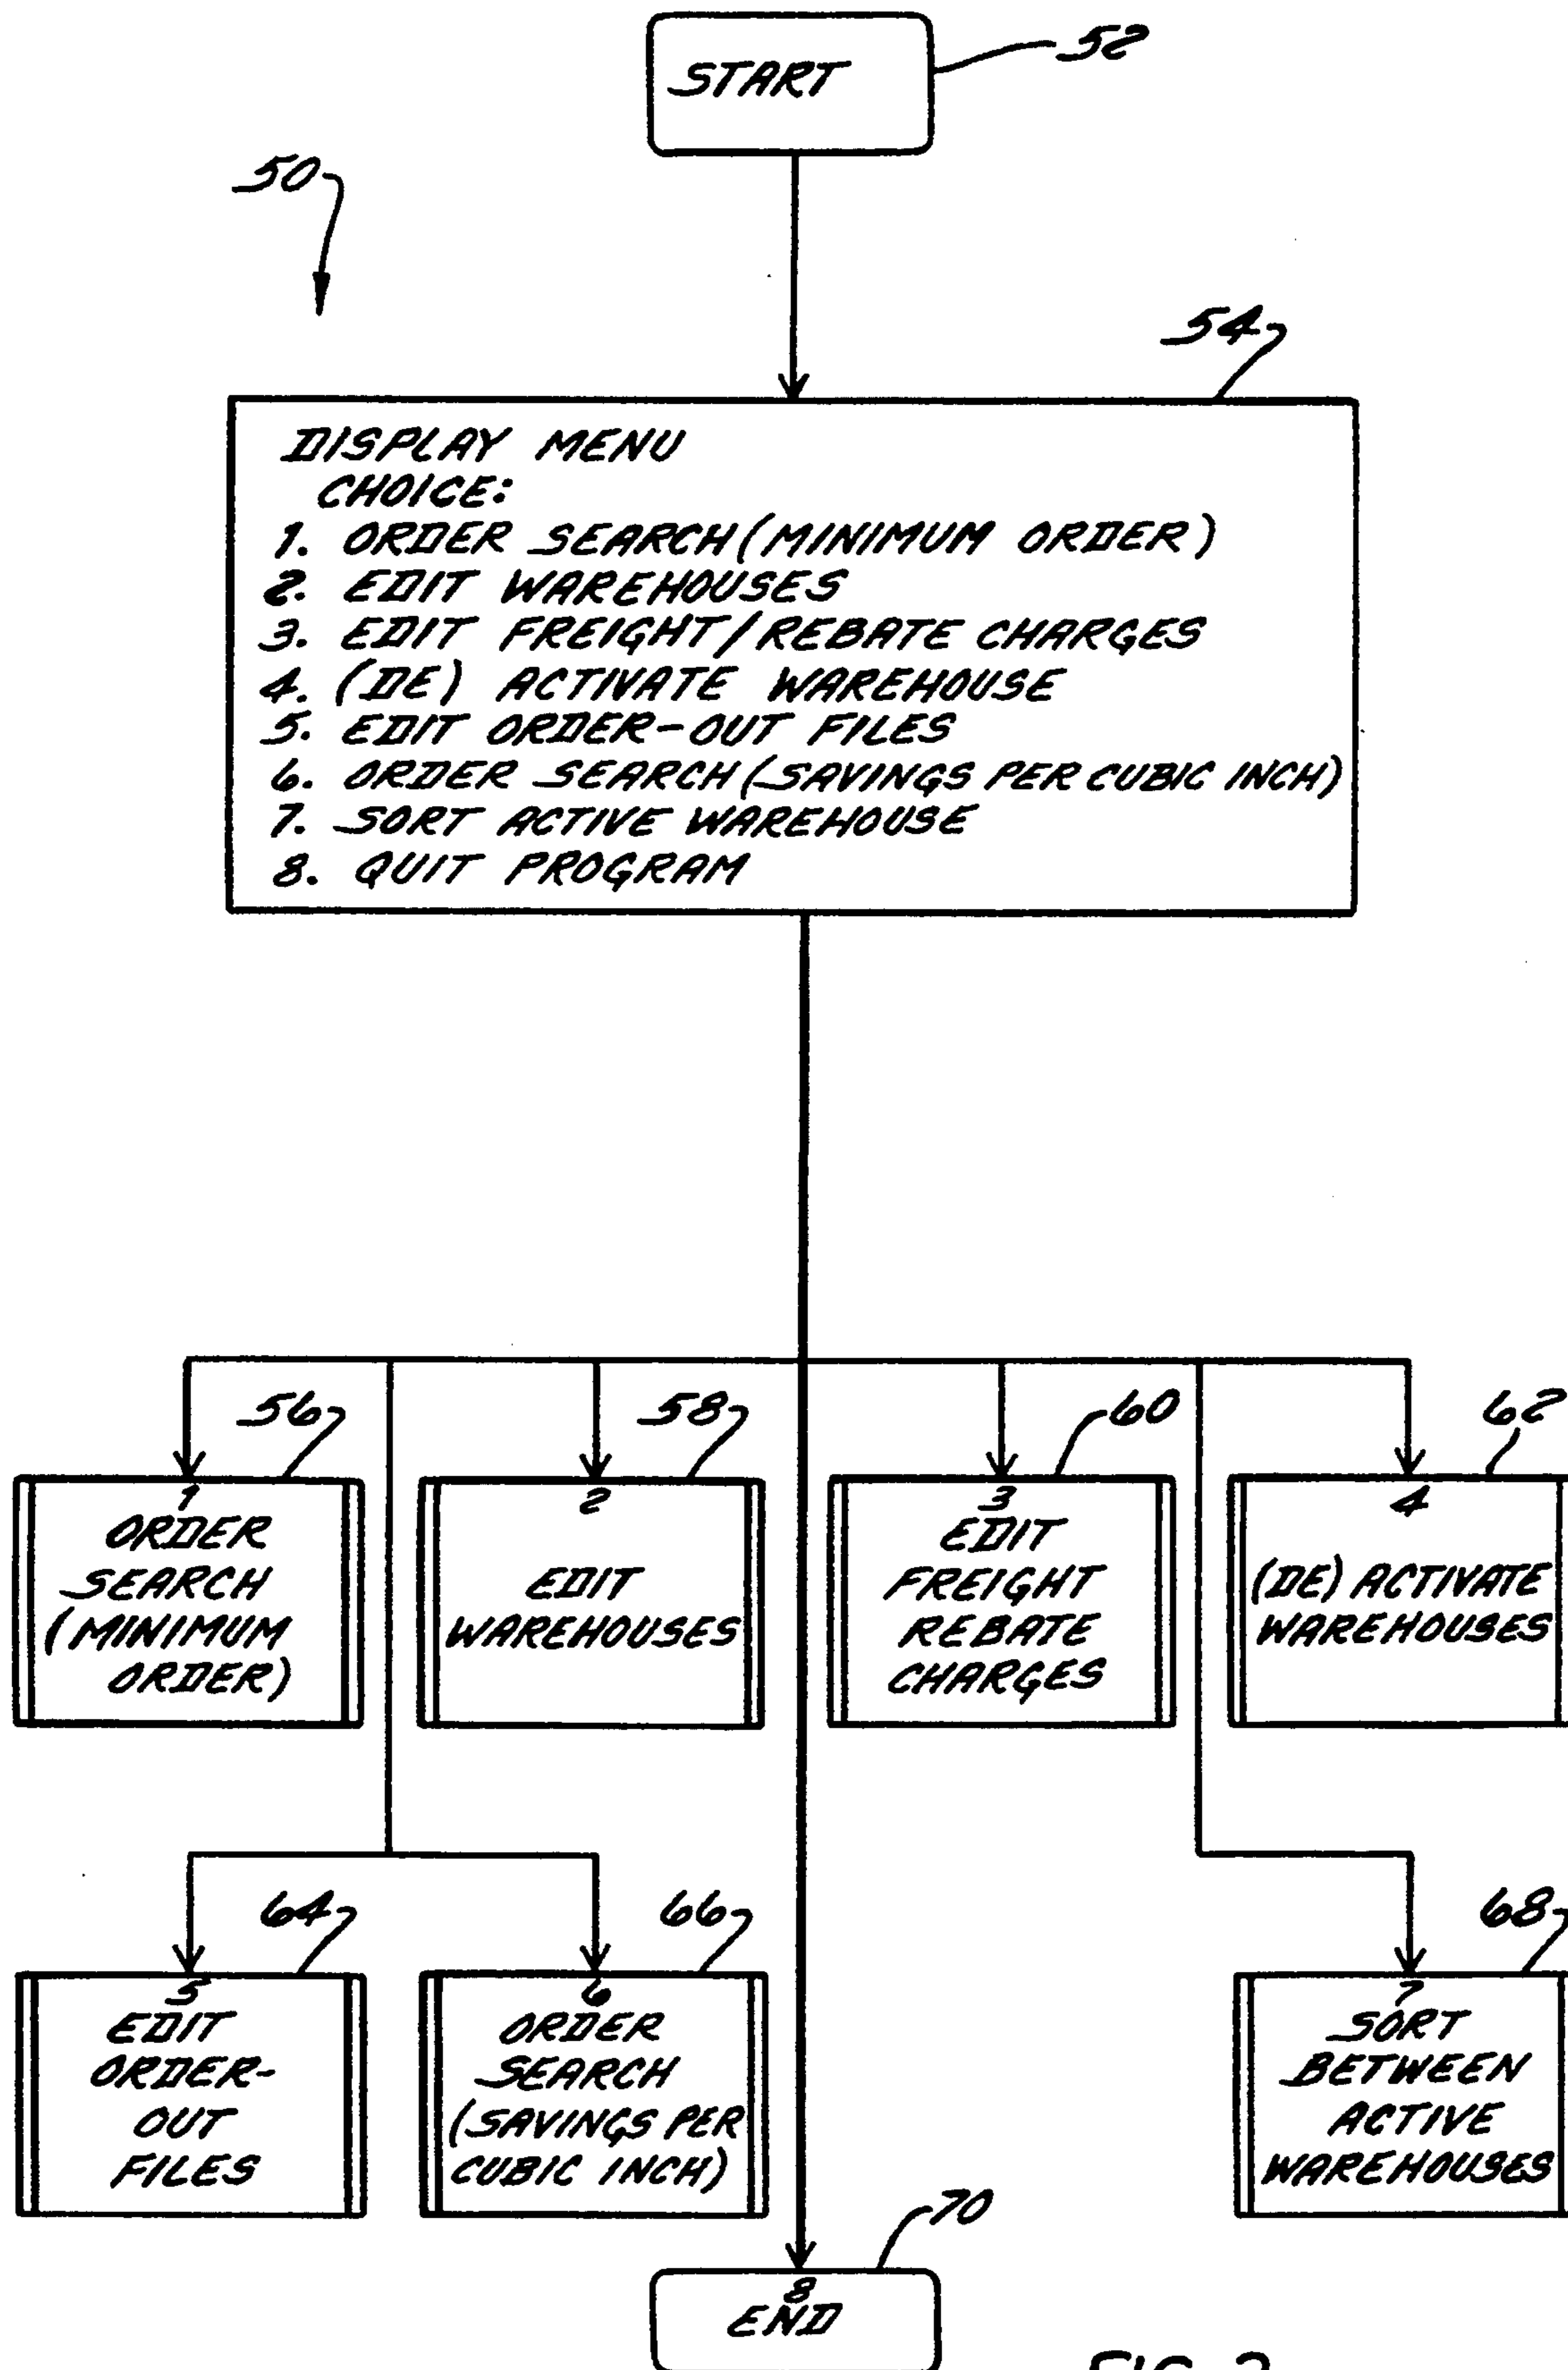 START
52
50
54
DISPLAY MENU
CHOICE:
1. ORDER SEARCH (MINIMUM ORDER)
2. EDIT WAREHOUSES
3. EDIT FREIGHT/REBATE CHARGES
4. (DE) ACTIVATE WAREHOUSE
5. EDIT ORDER-OUT FILES
6. ORDER SEARCH (SAVINGS PER CUBIC INCH)
7. SORT ACTIVE WAREHOUSE
8. QUIT PROGRAM
56
1
ORDER
SEARCH
(MINIMUM
ORDER)
58
2
EDIT
WAREHOUSES
60
3
EDIT
FREIGHT
REBATE
CHARGES
62
4
(DE) ACTIVATE
WAREHOUSES
64
5
EDIT
ORDER-
OUT
FILES
66
6
ORDER
SEARCH
(SAVINGS PER
CUBIC INCH)
68
7
SORT
BETWEEN
ACTIVE
WAREHOUSES
70
8
END